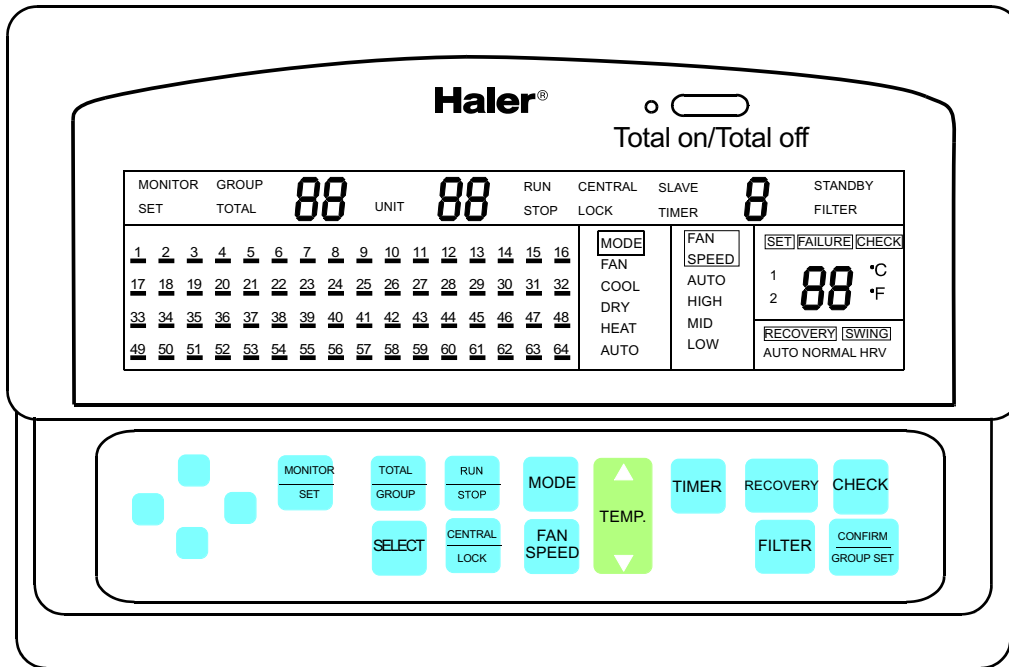 Haler®
Total on/Total off
MONITOR GROUP 88 UNIT 88 RUN CENTRAL SLAVE 8 STANDBY
SET TOTAL STOP LOCK TIMER FILTER
1 2 3 4 5 6 7 8 9 10 11 12 13 14 15 16
17 18 19 20 21 22 23 24 25 26 27 28 29 30 31 32
33 34 35 36 37 38 39 40 41 42 43 44 45 46 47 48
49 50 51 52 53 54 55 56 57 58 59 60 61 62 63 64
MODE
FAN
COOL
DRY
HEAT
AUTO
FAN
SPEED
AUTO
HIGH
MID
LOW
SET FAILURE CHECK
1 88 °C
2 °F
RECOVERY SWING
AUTO NORMAL HRV
MONITOR
SET
TOTAL
GROUP
RUN
STOP
MODE
TEMP.
TIMER
RECOVERY
CHECK
SELECT
CENTRAL
LOCK
FAN
SPEED
FILTER
CONFIRM
GROUP SET